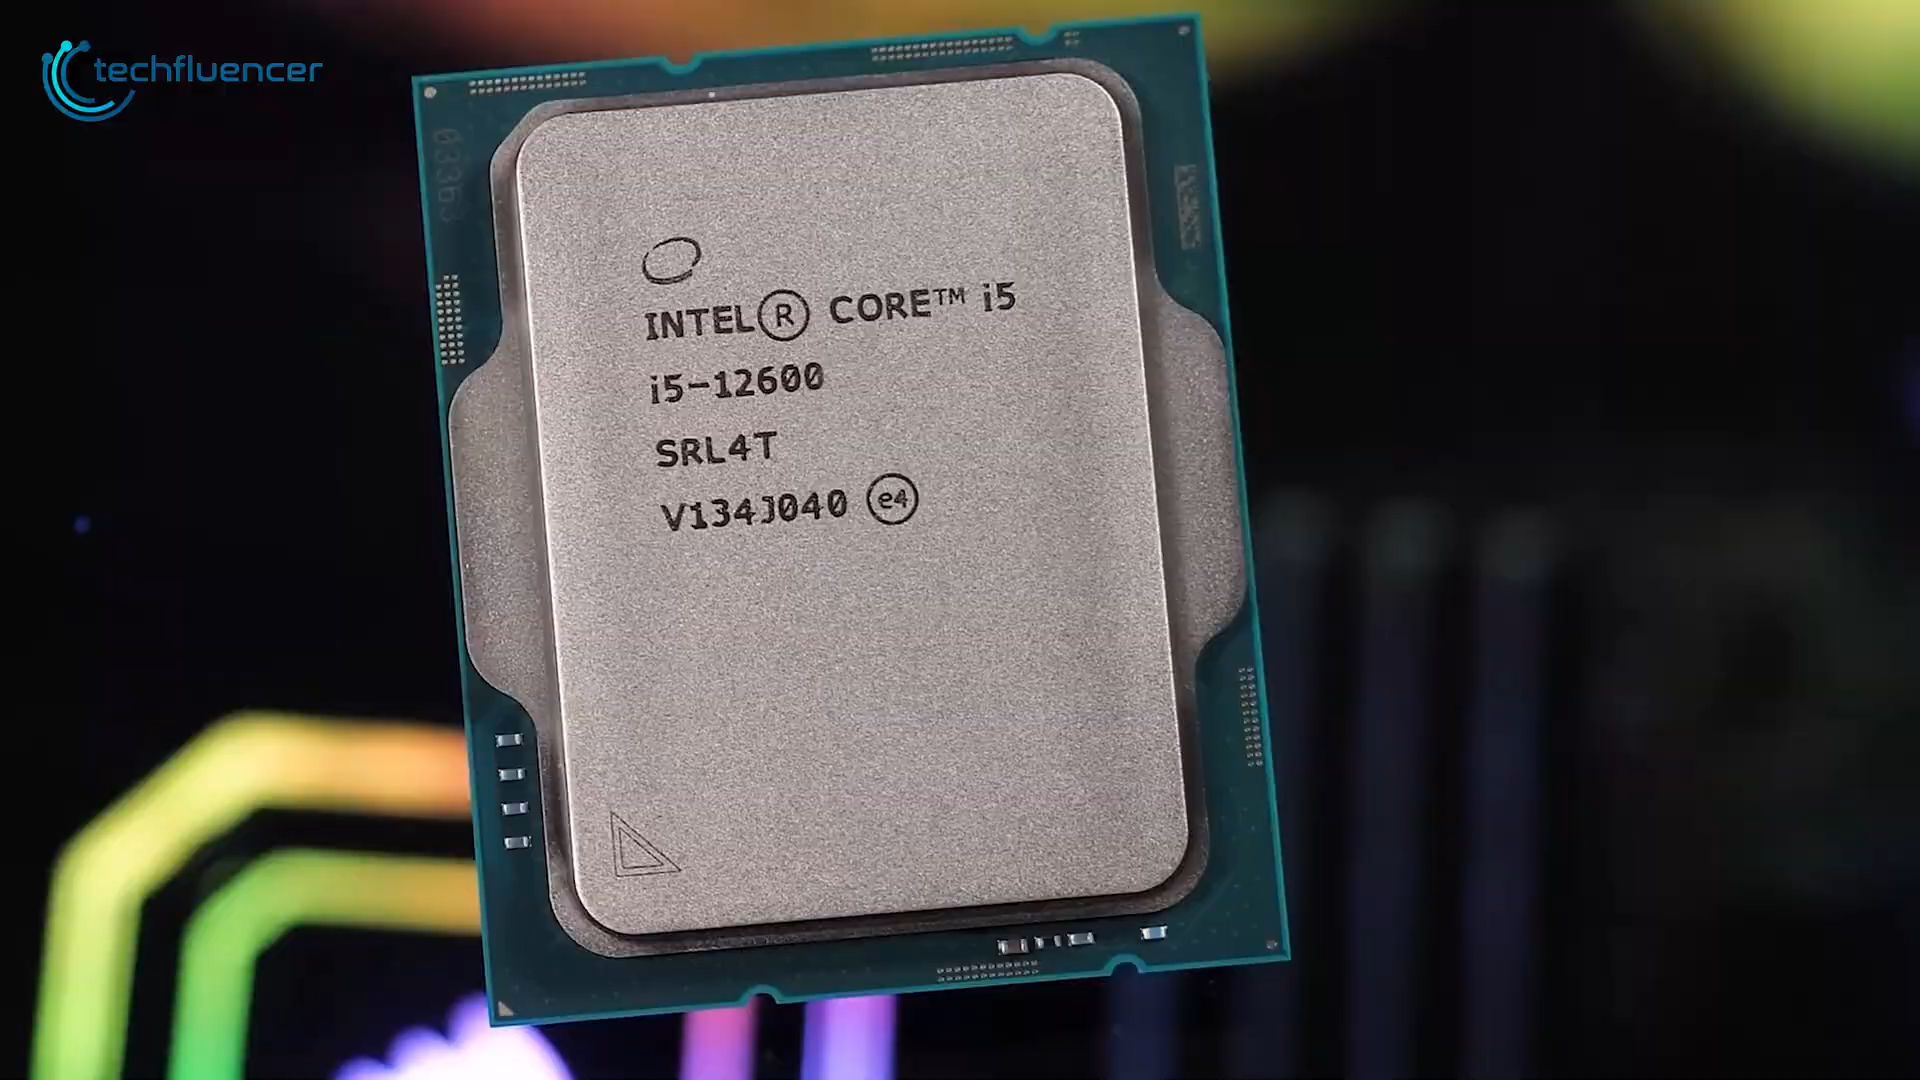 techfluencer
INTEL® CORE™ i5
i5-12600
SRL4T
V134J040 e4